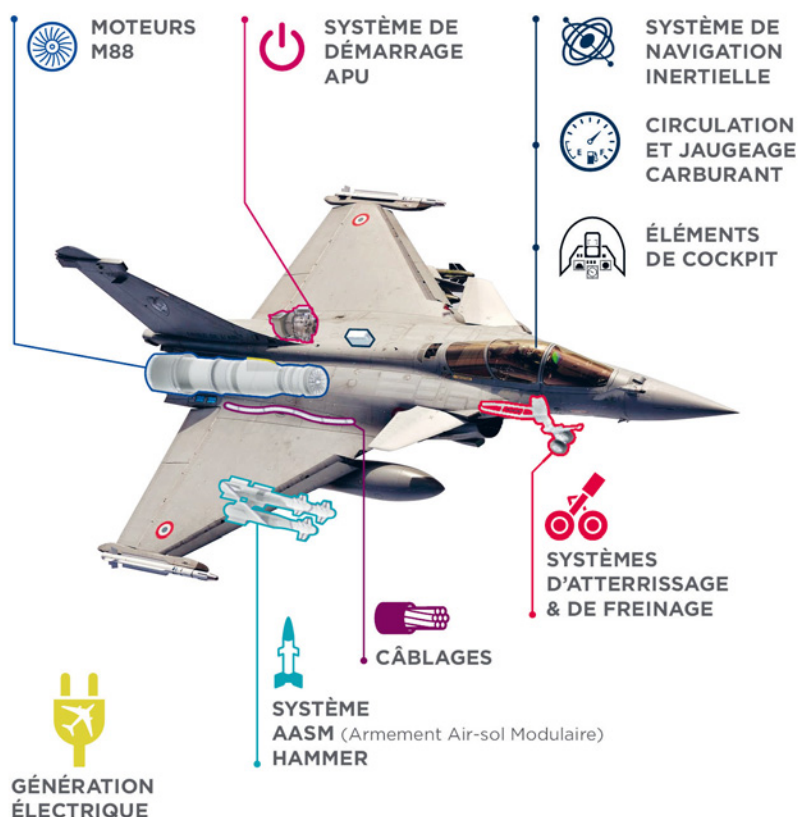 MOTEURS
M88
SYSTÈME DE
DÉMARRAGE
APU
SYSTÈME DE
NAVIGATION
INERTIELLE
CIRCULATION
ET JAUGEAGE
CARBURANT
ÉLÉMENTS
DE COCKPIT
SYSTÈMES
D'ATTERRISSAGE
& DE FREINAGE
CÂBLAGES
SYSTÈME
AASM (Armement Air-sol Modulaire)
HAMMER
GÉNÉRATION
ÉLECTRIQUE